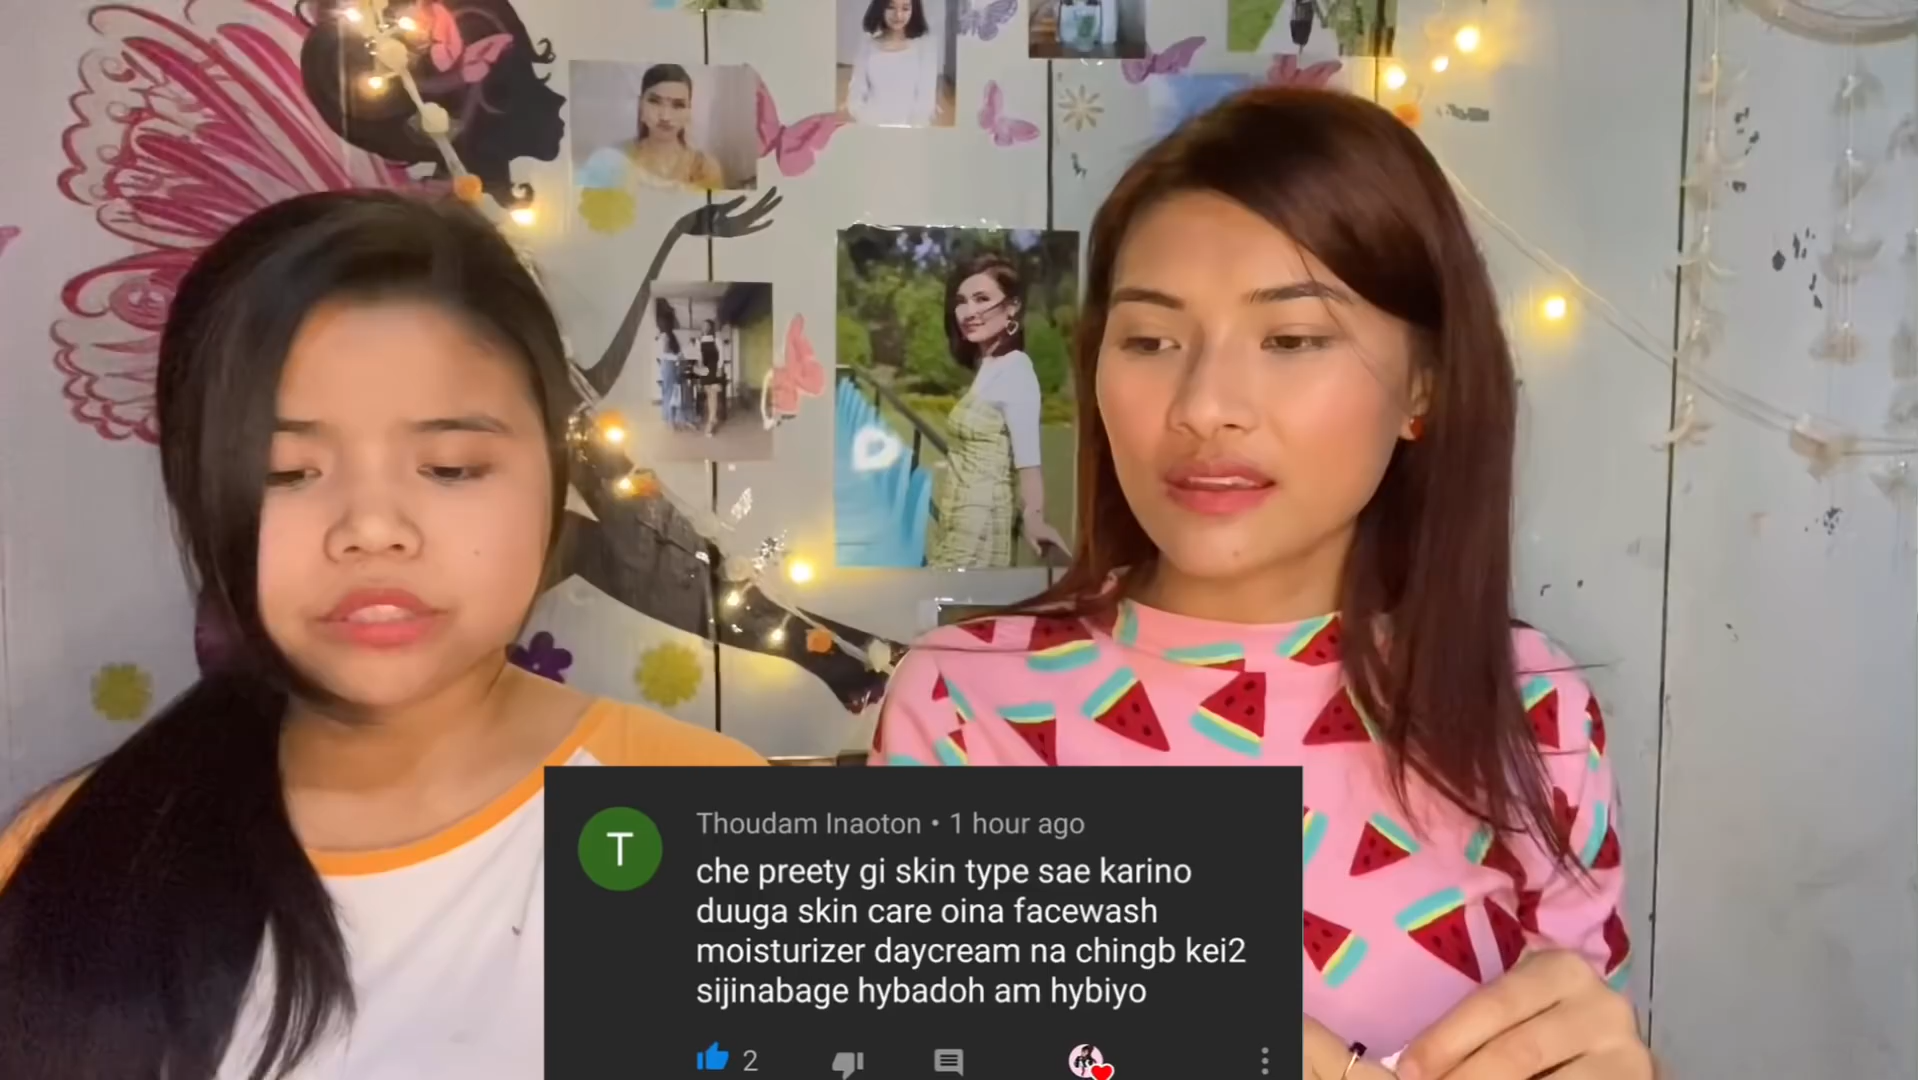 T
Thoudam Inaoton • 1 hour ago
che preety gi skin type sae karino
duuga skin care oina facewash
moisturizer daycream na chingb kei2
sijinabage hybadoh am hybiyo
2